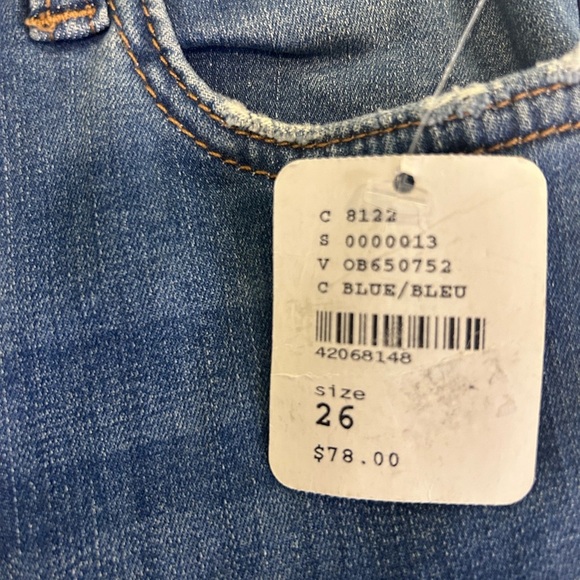 C 8122
S 0000013
V OB650752
C BLUE/BLEU
42068148
size
26
$78.00